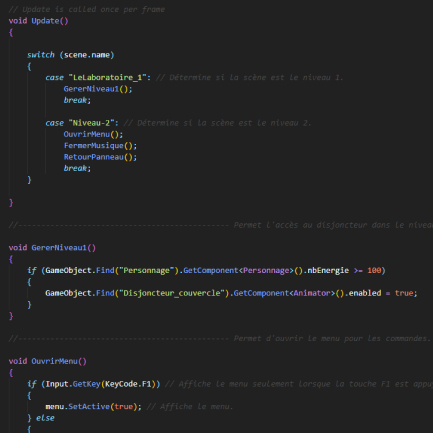 // Update is called once per frame
void Update()
{
switch (scene.name)
{
case "LeLaboratoire_1": // Détermine si la scène est le niveau 1.
GererNiveau1();
break;
case "Niveau-2": // Détermine si la scène est le niveau 2.
OuvrirMenu();
FermerMusique();
RetourPanneau();
break;
}
}
//------------------------------------------- Permet l'accès au disjoncteur dans le nivea
void GererNiveau1()
{
if (GameObject.Find("Personnage").GetComponent<Personnage>().nbEnergie >= 100)
{
GameObject.Find("Disjoncteur_couvercle").GetComponent<Animator>().enabled = true;
}
}
//------------------------------------------- Permet d'ouvrir le menu pour les commandes.
void OuvrirMenu()
{
if (Input.GetKey(KeyCode.F1)) // Affiche le menu seulement lorsque la touche F1 est appu
{
menu.SetActive(true); // Affiche le menu.
} else
{